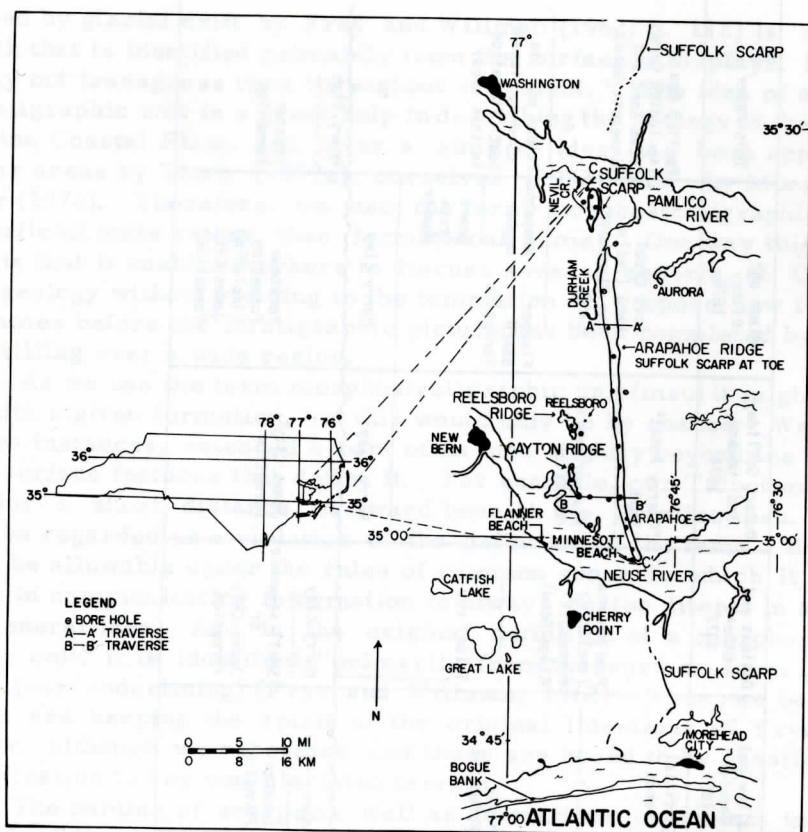 77°
SUFFOLK SCARP
WASHINGTON
35° 30'
SUFFOLK
SCARP
NEVIL
CR.
PAMLICO
RIVER
DURHAM
CREEK
AURORA
A
A'
ARAPAHOE RIDGE
SUFFOLK SCARP AT TOE
REELSBORO
RIDGE
REELSBORO
NEW
BERN
CAYTON RIDGE
78°
77°
76°
36°
36°
35°
35°
B
B'
76° 45'
76° 30'
FLANNER
BEACH
ARAPAHOE
35° 00'
MINNESOTT
BEACH
35° 00'
NEUSE RIVER
CATFISH
LAKE
LEGEND
BORE HOLE
A—A' TRAVERSE
B—B' TRAVERSE
CHERRY
POINT
GREAT LAKE
SUFFOLK SCARP
N
0 5 10 MI
0 8 16 KM
34° 45'
MOREHEAD
CITY
BOGUE
BANK
77° 00'
ATLANTIC OCEAN